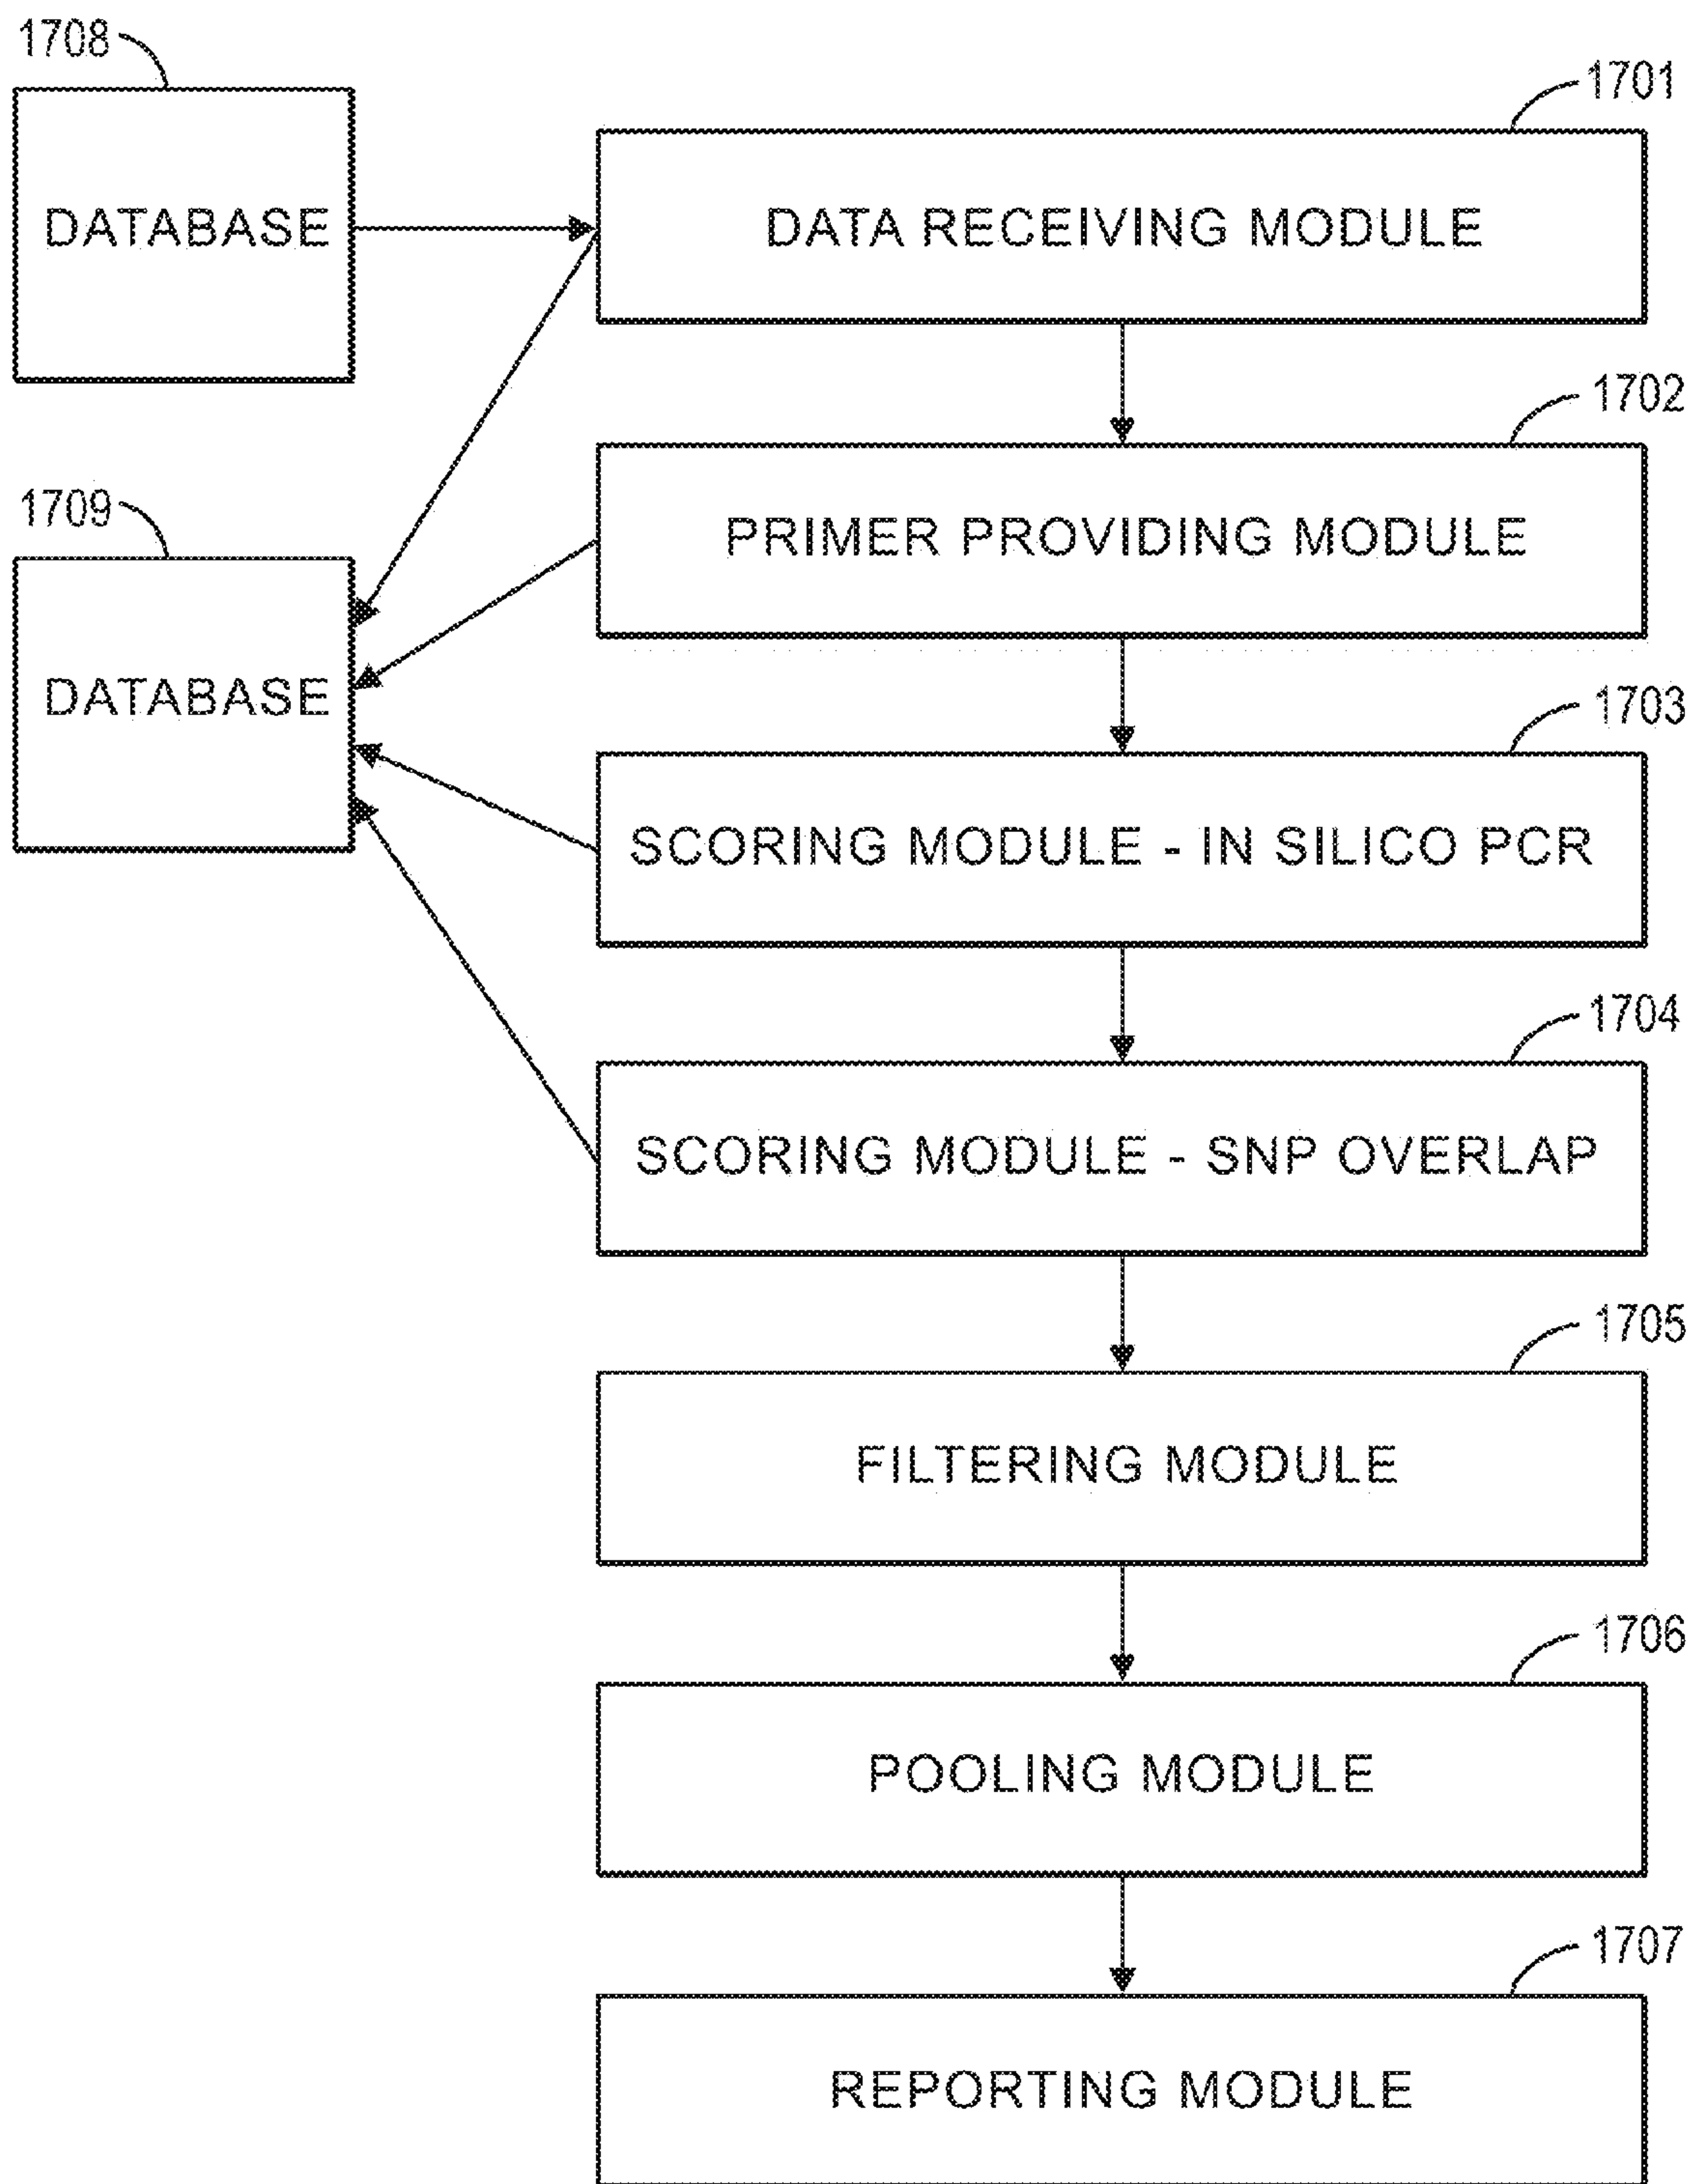 1708
DATABASE
1701
DATA RECEIVING MODULE
1702
PRIMER PROVIDING MODULE
1709
DATABASE
1703
SCORING MODULE - IN SILICO PCR
1704
SCORING MODULE - SNP OVERLAP
1705
FILTERING MODULE
1706
POOLING MODULE
1707
REPORTING MODULE